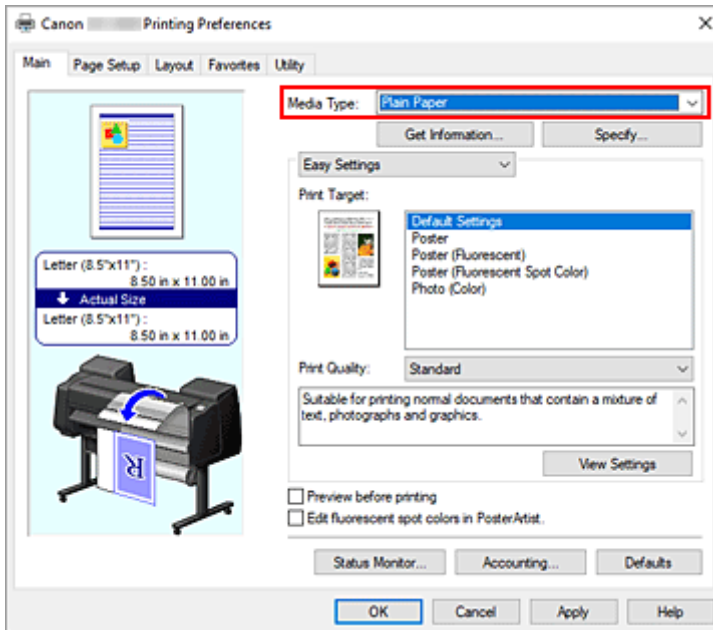 Canon Printing Preferences
Main Page Setup Layout Favorites Utility
Media Type: Plain Paper
Get Information... Specify...
Easy Settings
Print Target:
Default Settings
Poster
Poster (Fluorescent)
Poster (Fluorescent Spot Color)
Photo (Color)
Letter (8.5"x11") :
8.50 in x 11.00 in
Actual Size
Letter (8.5"x11") :
8.50 in x 11.00 in
R
Print Quality: Standard
Suitable for printing normal documents that contain a mixture of
text, photographs and graphics.
View Settings
Preview before printing
Edit fluorescent spot colors in PosterArtist.
Status Monitor... Accounting... Defaults
OK Cancel Apply Help